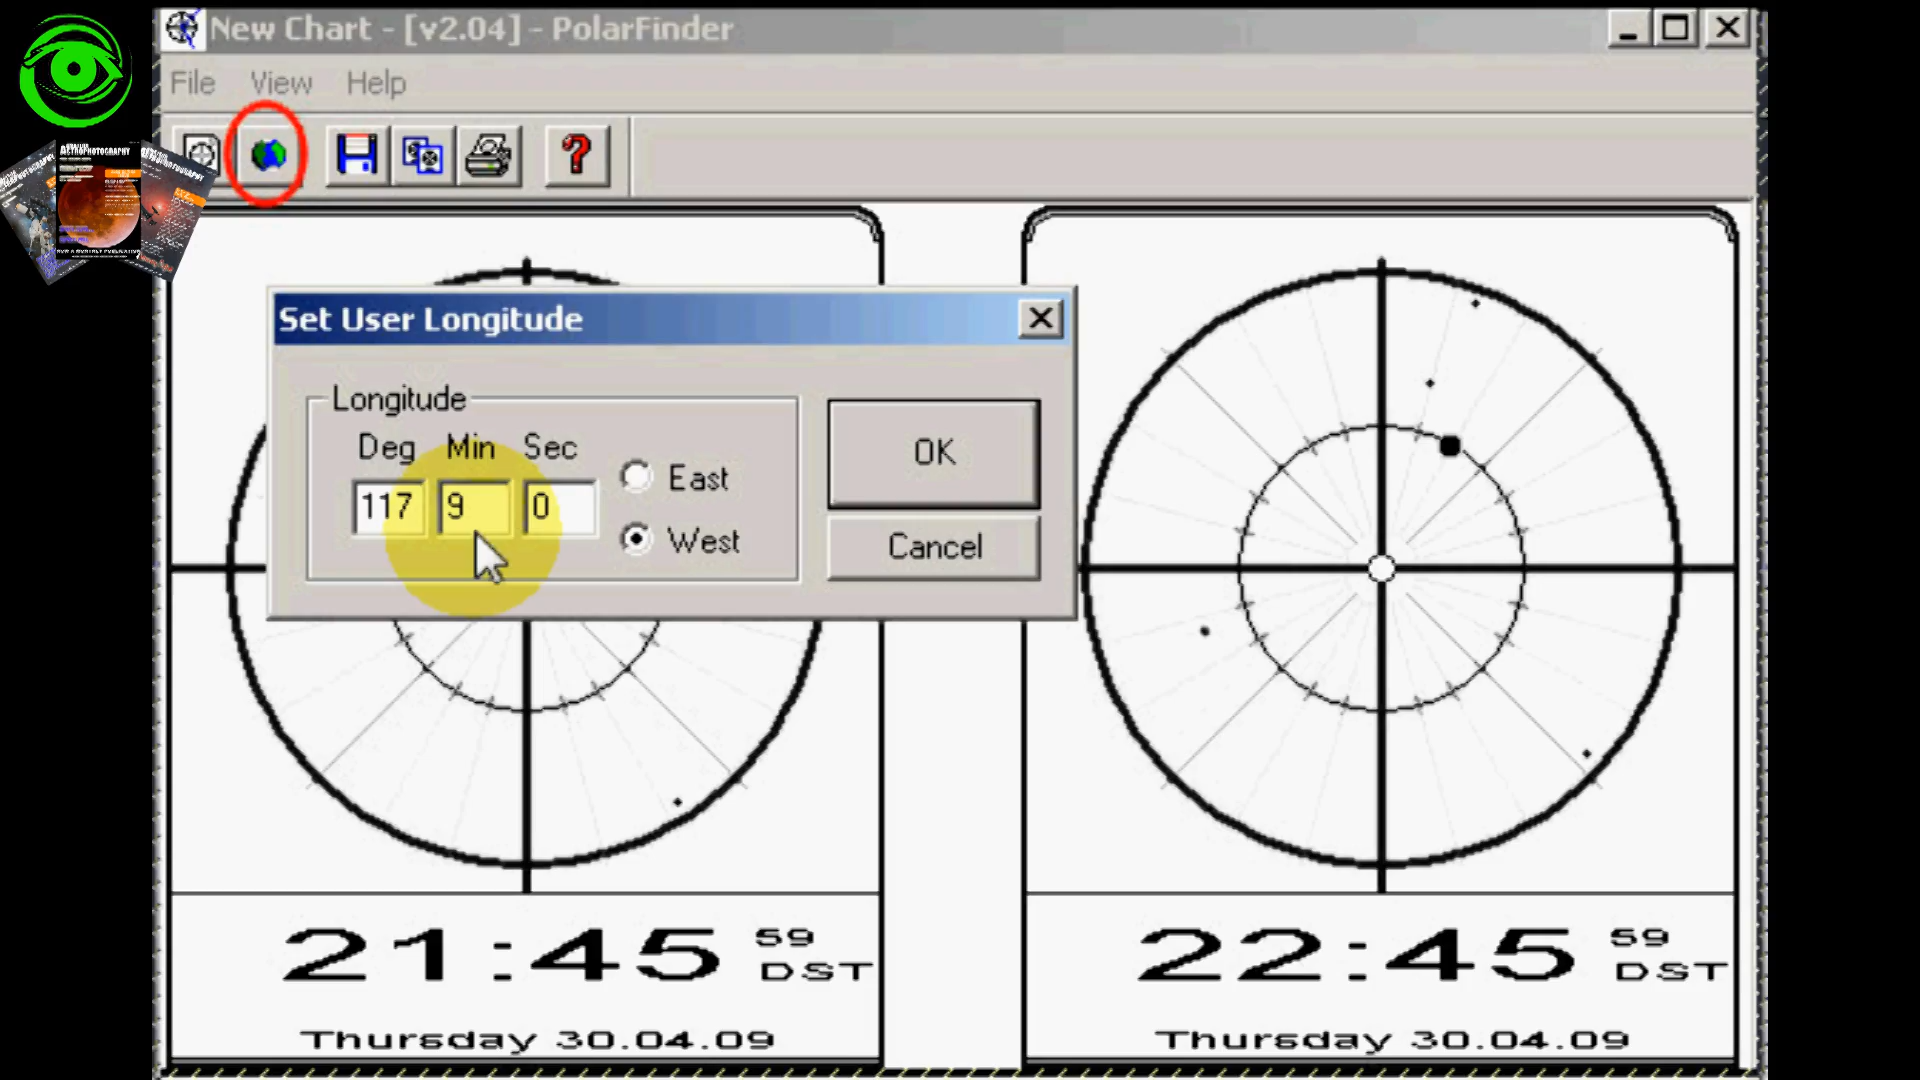 New Chart - [v2.04] - PolarFinder
File View Help
ASTROPHOTOGRAPHY
Set User Longitude
Longitude
Deg Min Sec
117 9 0
East
West
OK
Cancel
21:45 59 DST
Thursday 30.04.09
22:45 59 DST
Thursday 30.04.09